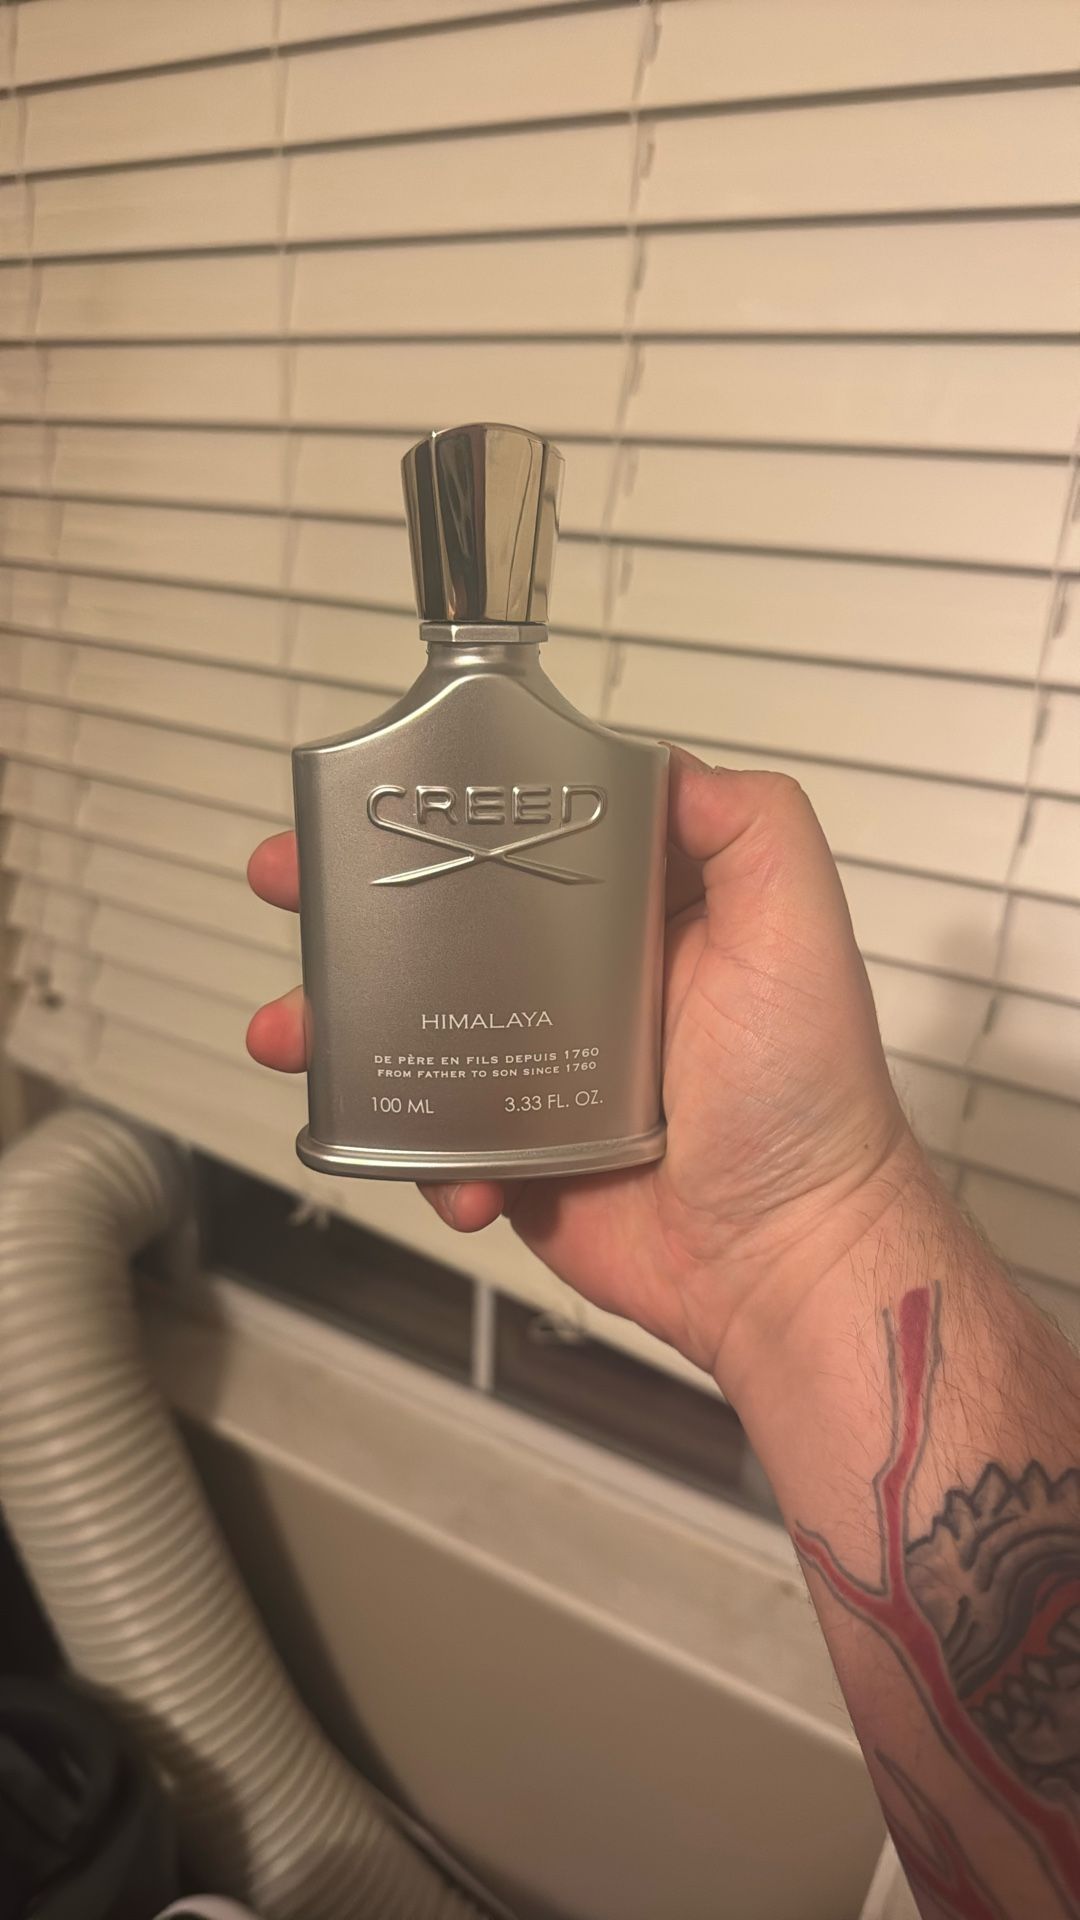 CREED
HIMALAYA
DE PÈRE EN FILS DEPUIS 1760
FROM FATHER TO SON SINCE 1760
100 ML 3.33 FL. OZ.